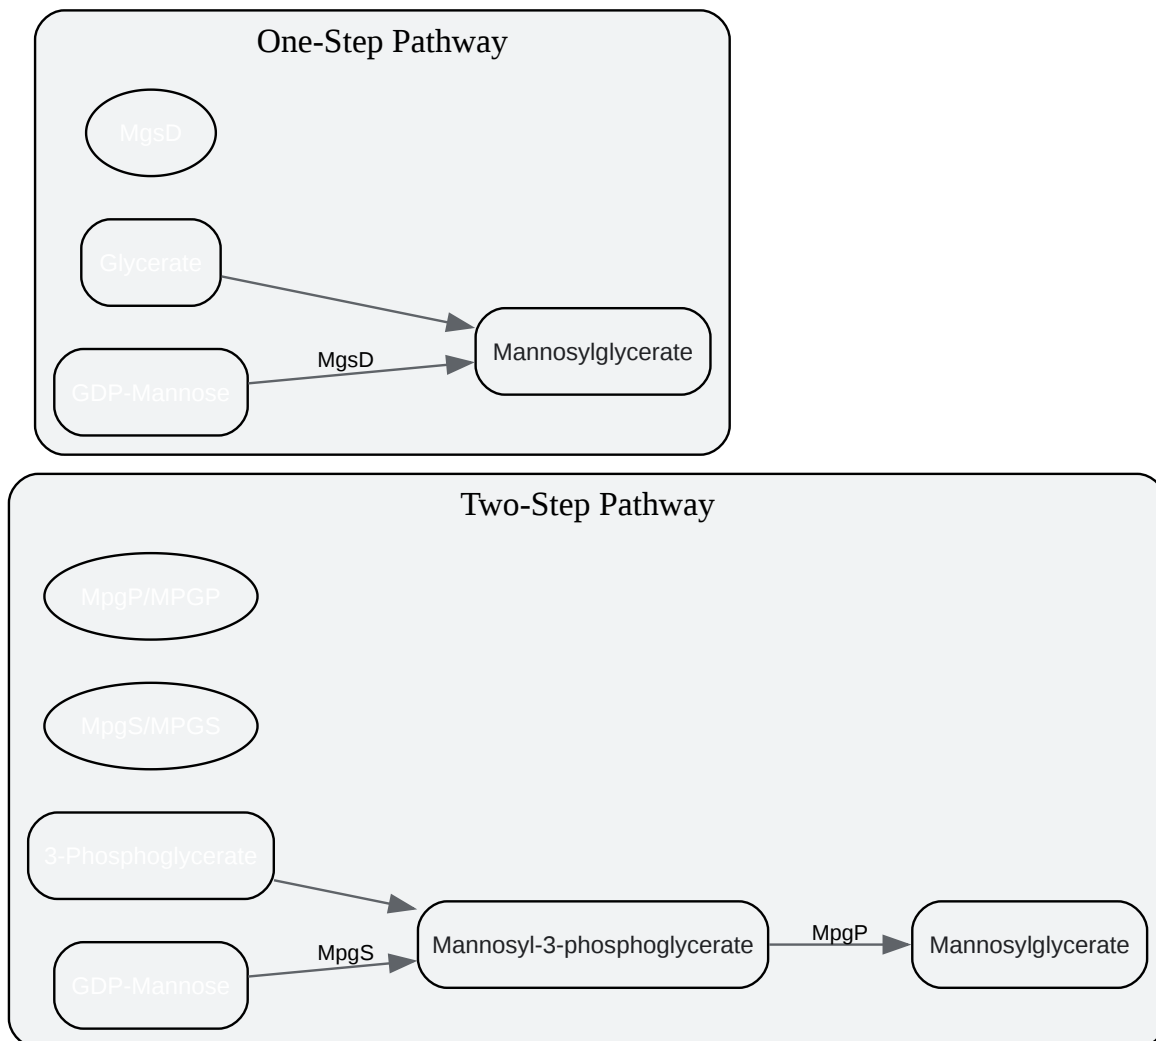 One-Step Pathway
MgsD
Glycerate
GDP-Mannose
MgsD
Mannosylglycerate
Two-Step Pathway
MpgP/MPGP
MpgS/MPGS
3-Phosphoglycerate
GDP-Mannose
MpgS
Mannosyl-3-phosphoglycerate
MpgP
Mannosylglycerate